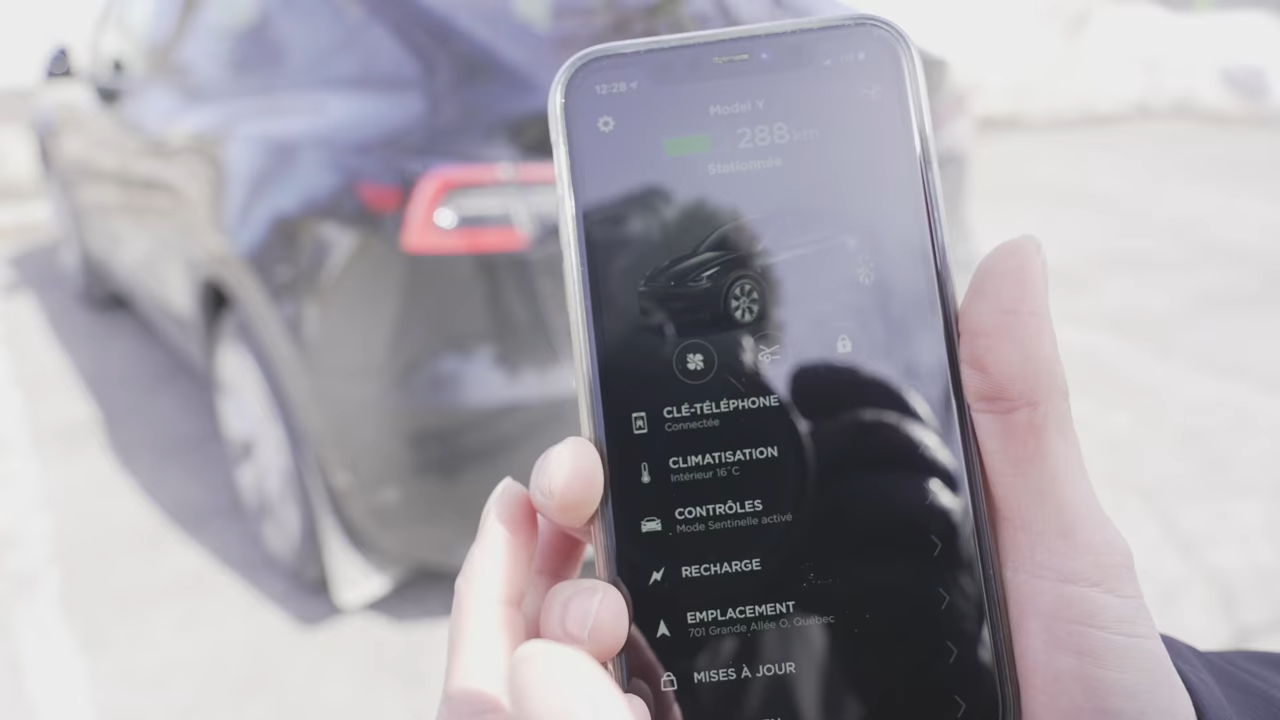 12:28
Model Y
288 km
Stationnée
CLÉ-TÉLÉPHONE
Connectée
CLIMATISATION
Intérieur 16°C
CONTRÔLES
Mode Sentinelle activé
RECHARGE
EMPLACEMENT
701 Grande Allée O, Québec
MISES À JOUR